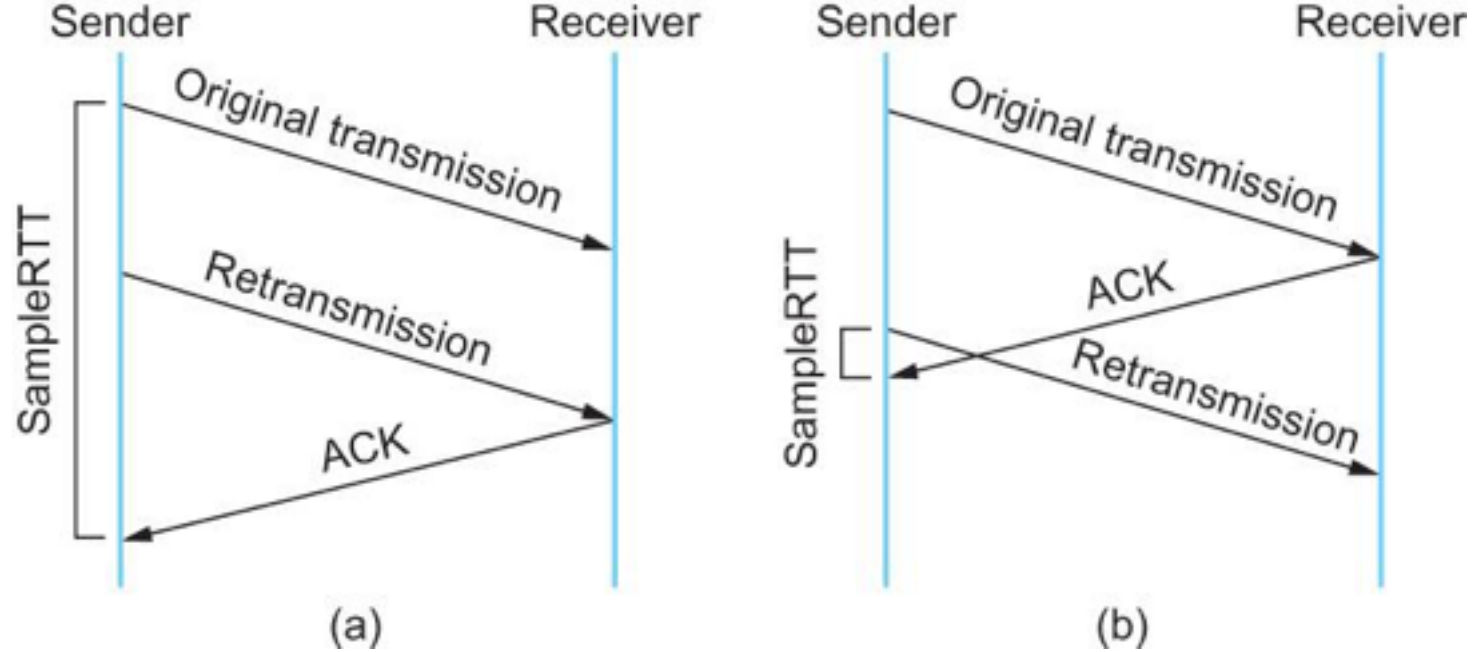 Sender
Receiver
Original transmission
SampleRTT
Retransmission
ACK
(a)
Sender
Receiver
Original transmission
ACK
SampleRTT
Retransmission
(b)